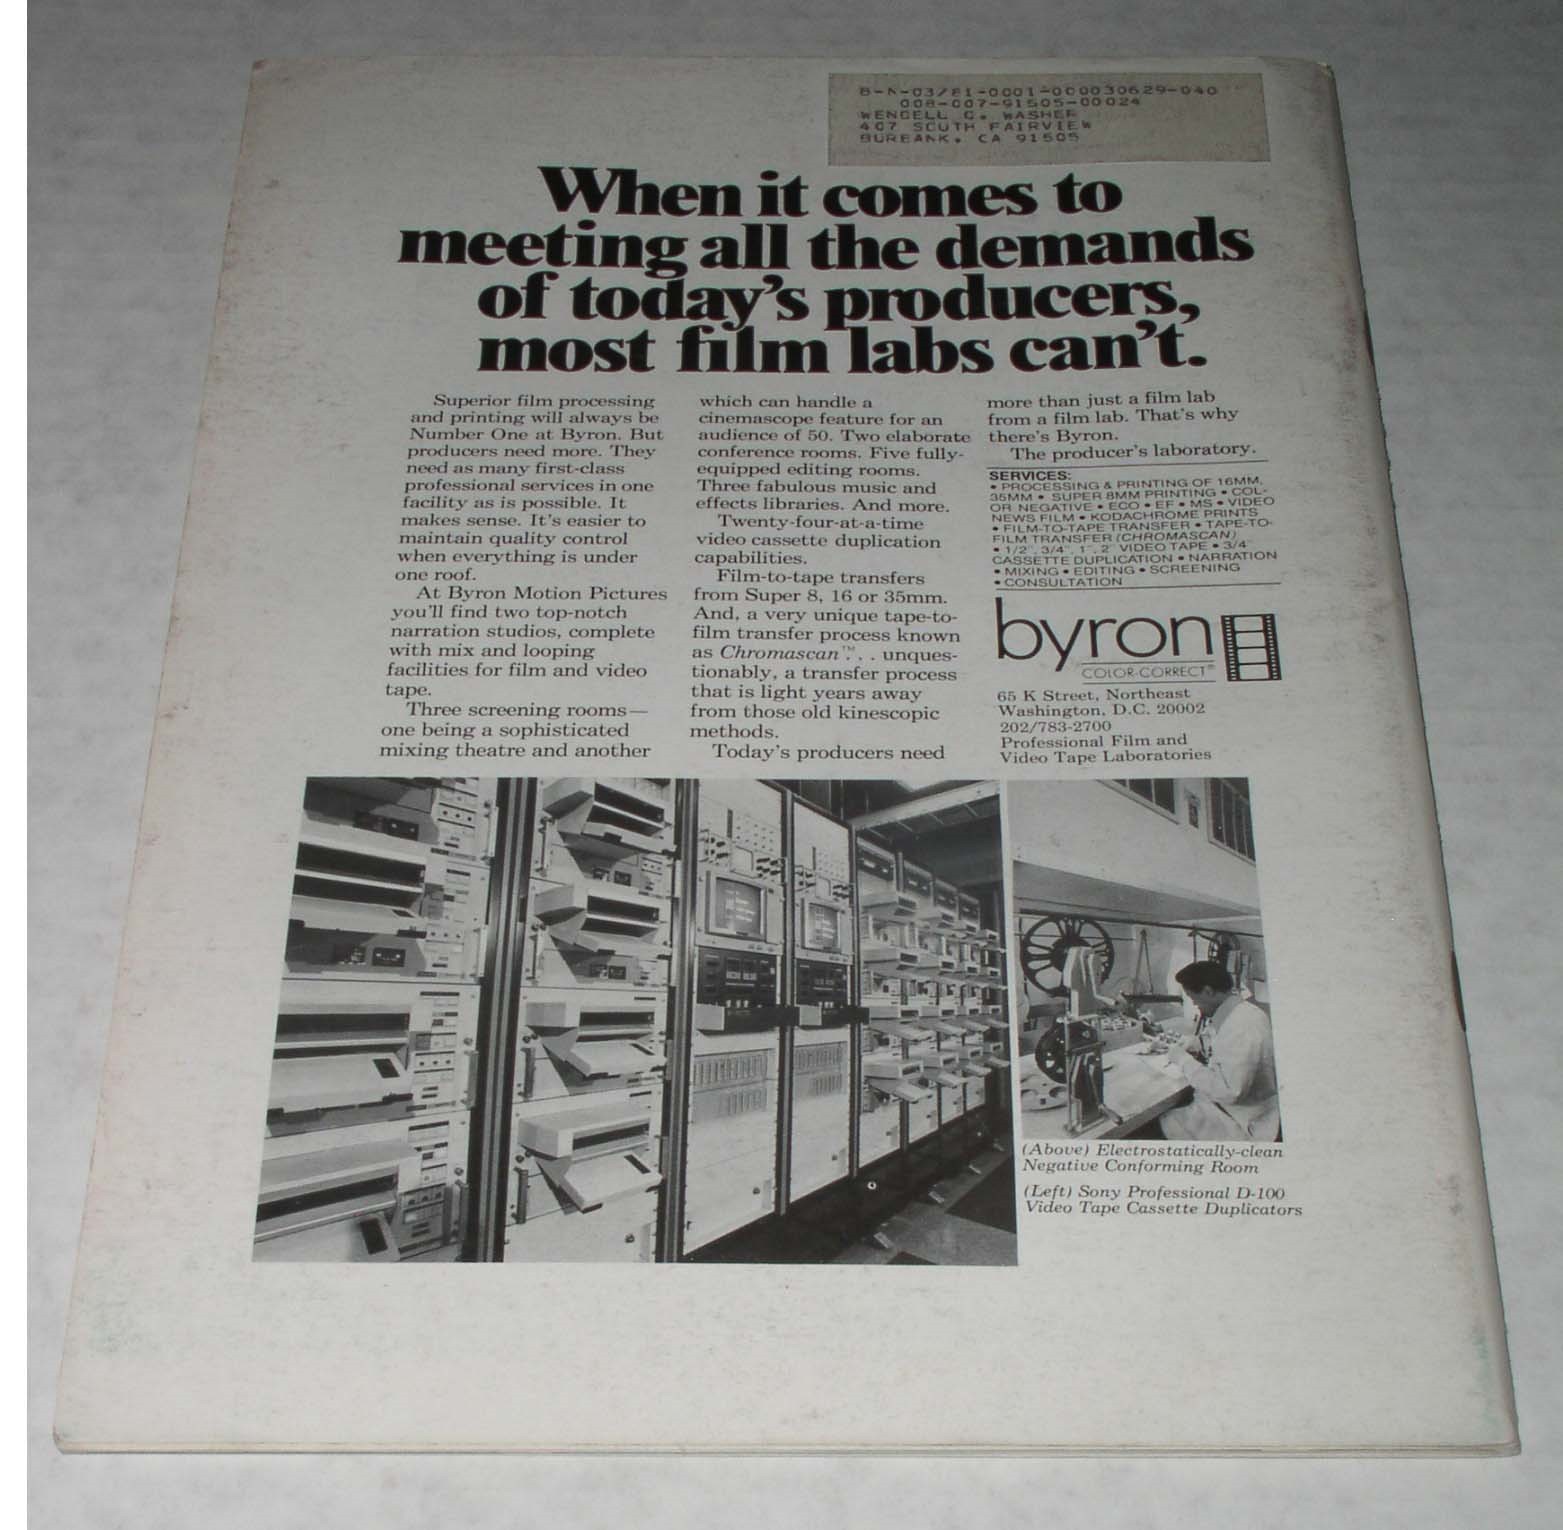 B-N-03/81-0001-000030629-040
008-007-91505-00024
WENDELL C. WASHER
407 SOUTH FAIRVIEW
BURBANK, CA 91505
When it comes to
meeting all the demands
of today's producers,
most film labs can't.
Superior film processing
and printing will always be
Number One at Byron. But
producers need more. They
need as many first-class
professional services in one
facility as is possible. It
makes sense. It's easier to
maintain quality control
when everything is under
one roof.
At Byron Motion Pictures
you'll find two top-notch
narration studios, complete
with mix and looping
facilities for film and video
tape.
Three screening rooms—
one being a sophisticated
mixing theatre and another
which can handle a
cinemascope feature for an
audience of 50. Two elaborate
conference rooms. Five fully-
equipped editing rooms.
Three fabulous music and
effects libraries. And more.
Twenty-four-at-a-time
video cassette duplication
capabilities.
Film-to-tape transfers
from Super 8, 16 or 35mm.
And, a very unique tape-to-
film transfer process known
as Chromascan™. . . unques-
tionably, a transfer process
that is light years away
from those old kinescopic
methods.
Today's producers need
more than just a film lab
from a film lab. That's why
there's Byron.
The producer's laboratory.
SERVICES:
• PROCESSING & PRINTING OF 16MM,
35MM • SUPER 8MM PRINTING • COL-
OR NEGATIVE • ECO • EF • MS • VIDEO
NEWS FILM • KODACHROME PRINTS
• FILM-TO-TAPE TRANSFER • TAPE-TO-
FILM TRANSFER (CHROMASCAN)
• 1/2", 3/4", 1", 2" VIDEO TAPE • 3/4"
CASSETTE DUPLICATION • NARRATION
• MIXING • EDITING • SCREENING
• CONSULTATION
byron
COLOR-CORRECT®
65 K Street, Northeast
Washington, D.C. 20002
202/783-2700
Professional Film and
Video Tape Laboratories
(Above) Electrostatically-clean
Negative Conforming Room
(Left) Sony Professional D-100
Video Tape Cassette Duplicators